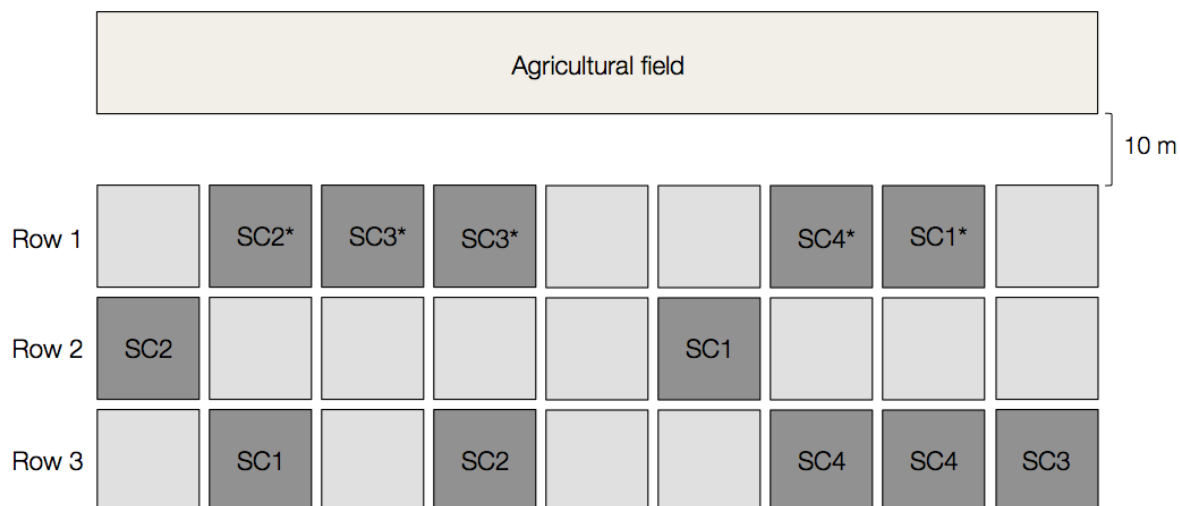 Agricultural field
10 m
Row 1 SC2* SC3* SC3* SC4* SC1*
Row 2 SC2 SC1
Row 3 SC1 SC2 SC4 SC4 SC3